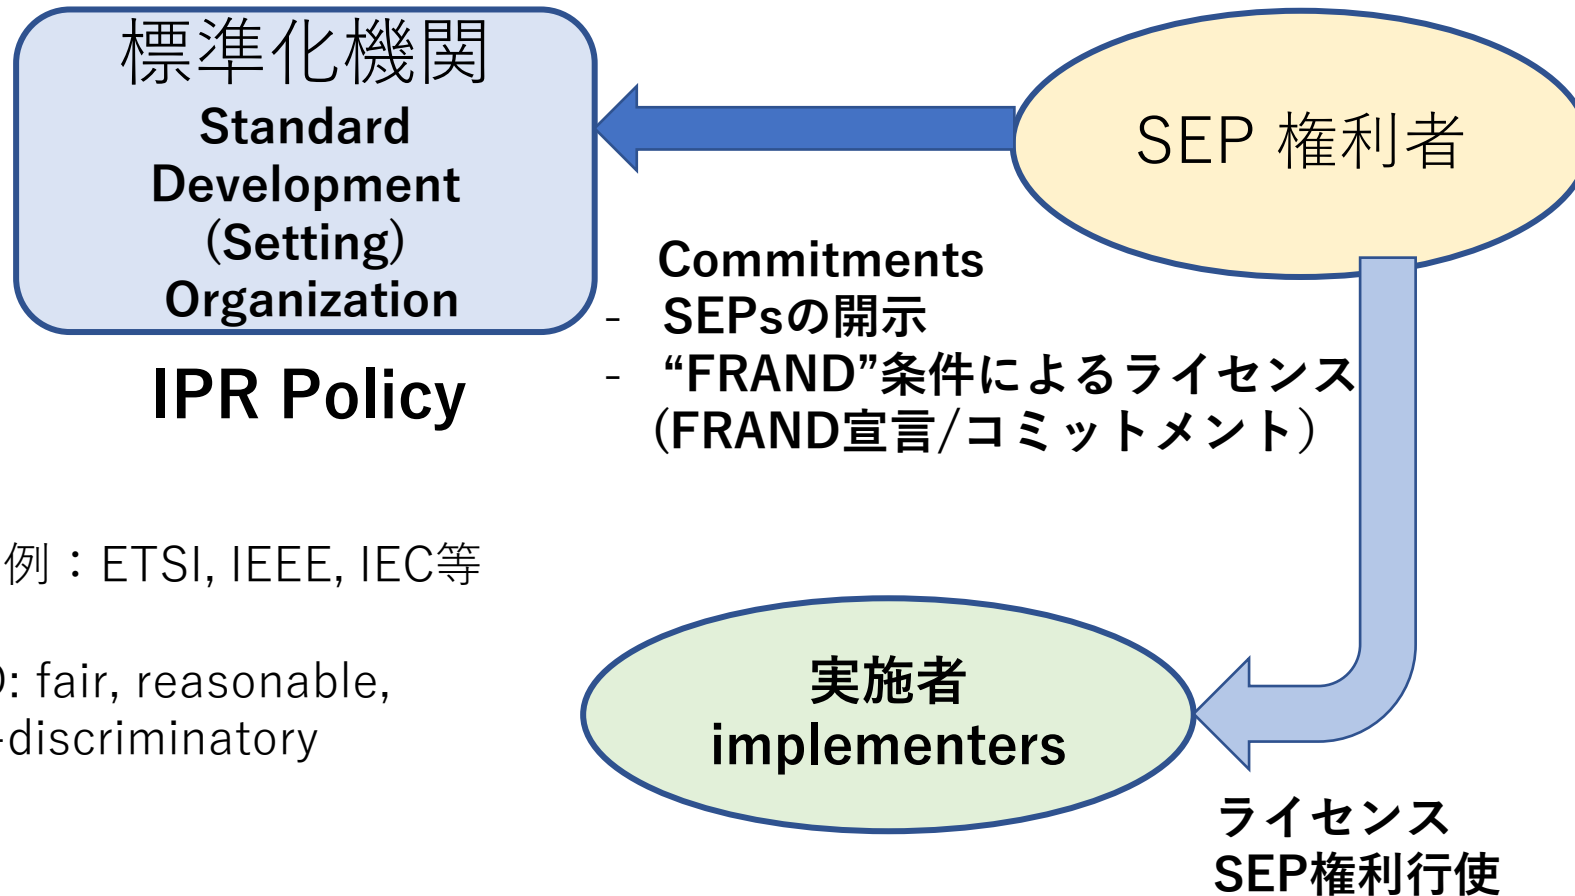 標準化機関
Standard
Development
(Setting)
Organization
IPR Policy
SEP 権利者
Commitments
- SEPsの開示
- “FRAND”条件によるライセンス
(FRAND宣言/コミットメント）
例：ETSI, IEEE, IEC等
: fair, reasonable,
-discriminatory
実施者
implementers
ライセンス
SEP権利行使